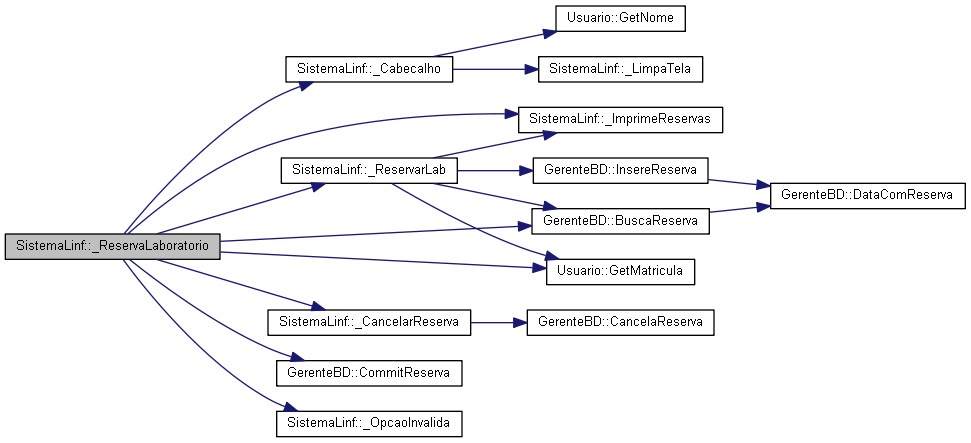 Usuario::GetNome
SistemaLinf::_Cabecalho
SistemaLinf::_LimpaTela
SistemaLinf::_ImprimeReservas
SistemaLinf::_ReservarLab
GerenteBD::InsereReserva
GerenteBD::DataComReserva
GerenteBD::BuscaReserva
SistemaLinf::_ReservaLaboratorio
Usuario::GetMatricula
SistemaLinf::_CancelarReserva
GerenteBD::CancelaReserva
GerenteBD::CommitReserva
SistemaLinf::_OpcaoInvalida